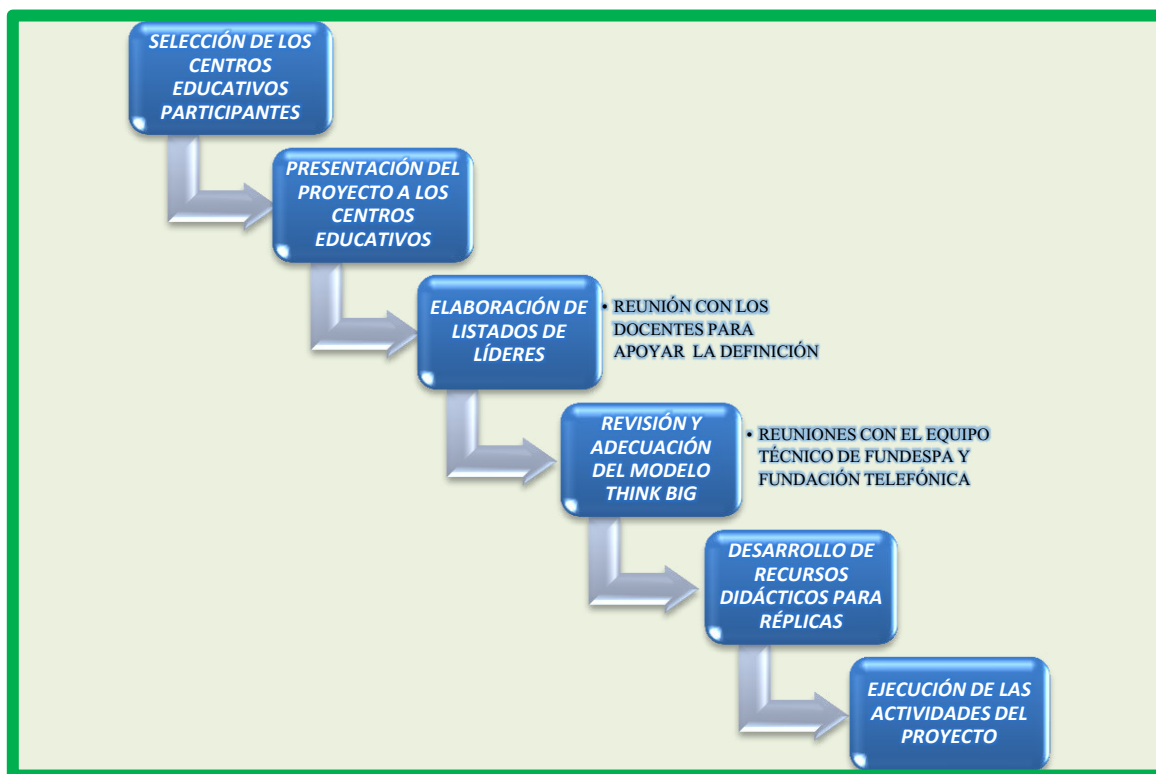 SELECCIÓN DE LOS
CENTROS
EDUCATIVOS
PARTICIPANTES
PRESENTACIÓN DEL
PROYECTO A LOS
CENTROS
EDUCATIVOS
ELABORACIÓN DE
LISTADOS DE
LÍDERES
• REUNIÓN CON LOS
DOCENTES PARA
APOYAR LA DEFINICIÓN
REVISIÓN Y
ADECUACIÓN
DEL MODELO
THINK BIG
• REUNIONES CON EL EQUIPO
TÉCNICO DE FUNDESPA Y
FUNDACIÓN TELEFÓNICA
DESARROLLO DE
RECURSOS
DIDÁCTICOS PARA
RÉPLICAS
EJECUCIÓN DE LAS
ACTIVIDADES DEL
PROYECTO